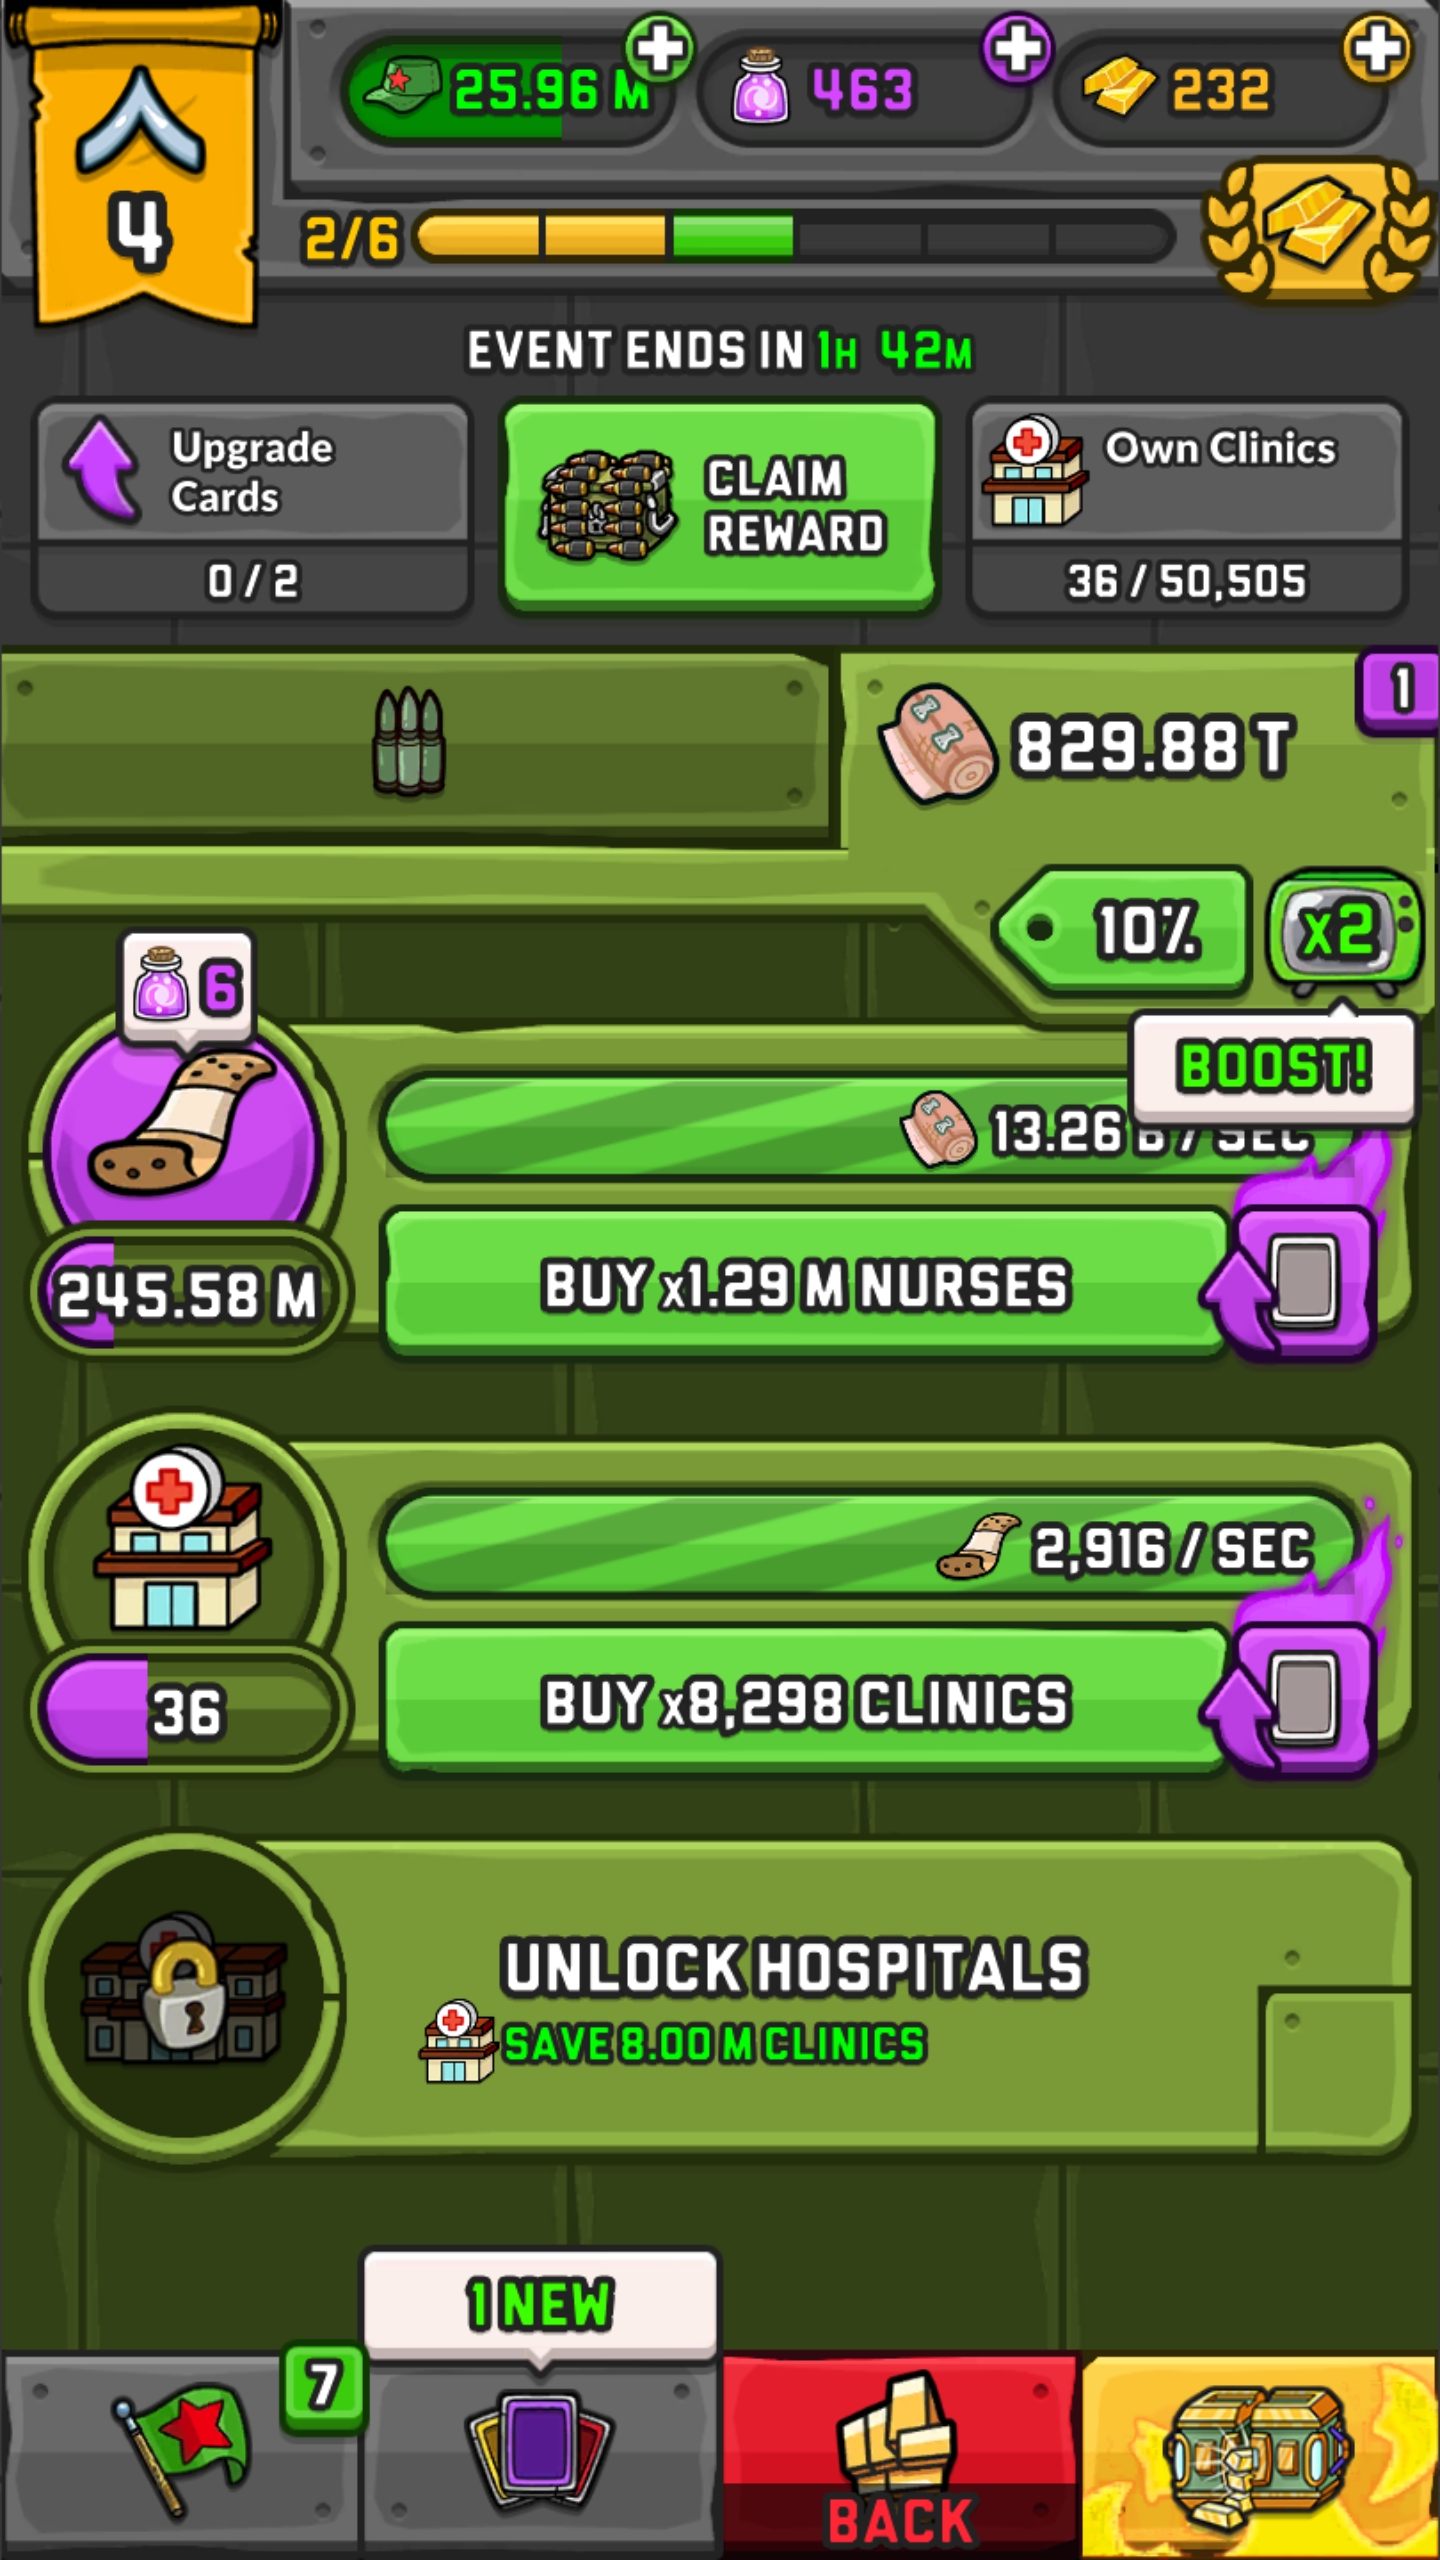 25.96 M
463
232
4
2/6
EVENT ENDS IN 1H 42M
Upgrade
Cards
0 / 2
CLAIM
REWARD
Own Clinics
36 / 50,505
829.88 T
1
10%
x2
BOOST!
6
13.26 B / SEC
245.58 M
BUY x1.29 M NURSES
2,916 / SEC
36
BUY x8,298 CLINICS
UNLOCK HOSPITALS
SAVE 8.00 M CLINICS
1 NEW
7
BACK